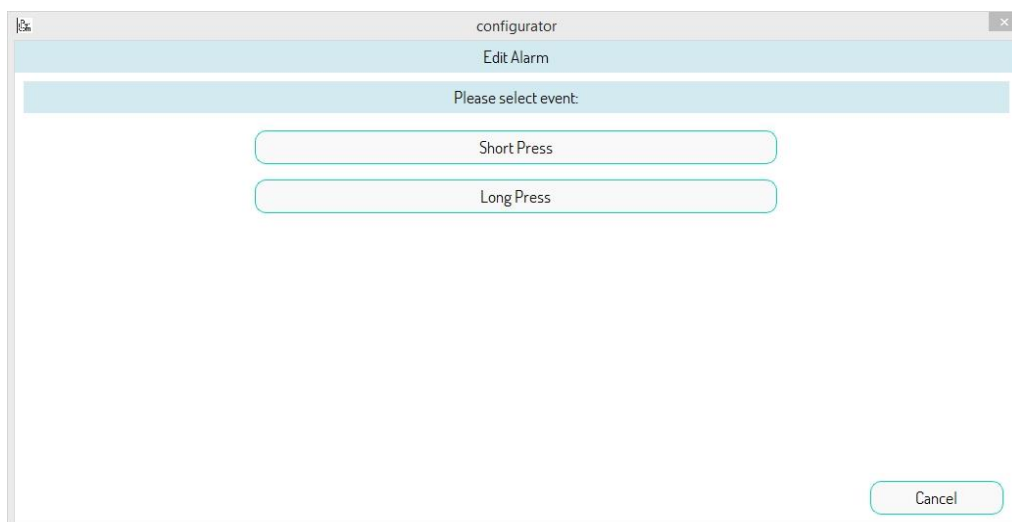 configurator
Edit Alarm
Please select event:
Short Press
Long Press
Cancel